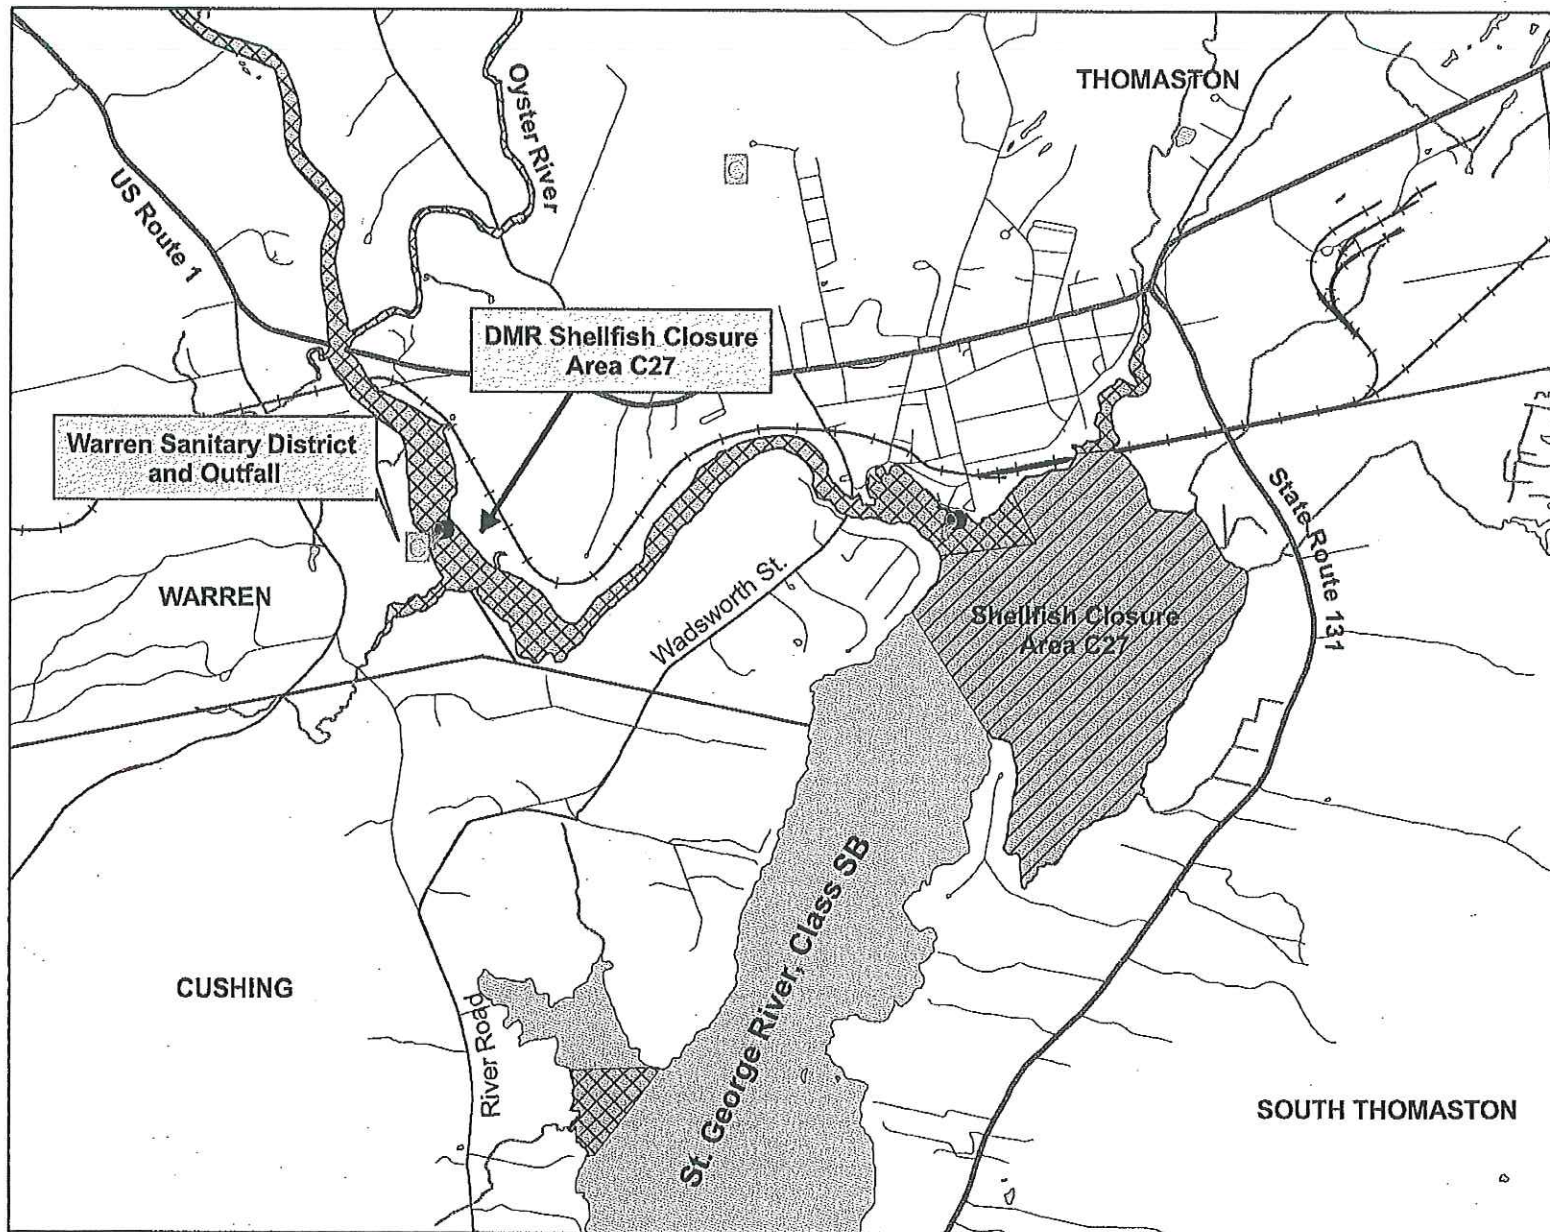 THOMASTON
Oyster River
US Route 1
DMR Shellfish Closure
Area C27
Warren Sanitary District
and Outfall
State Route 131
WARREN
Wadsworth St.
Shellfish Closure
Area C27
St. George River, Class SB
CUSHING
River Road
SOUTH THOMASTON